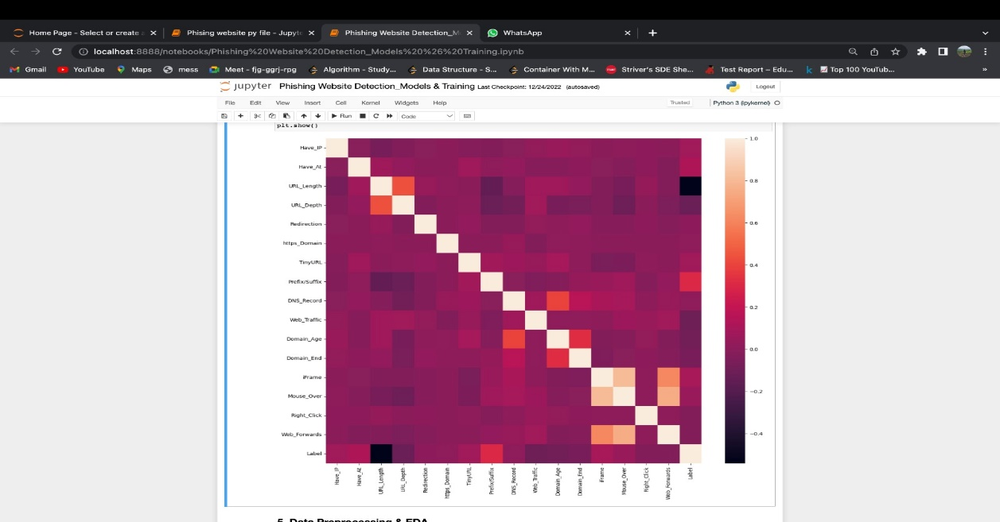 Home Page - Select or create a
Phising website py file - Jupyte
Phishing Website Detection_M
WhatsApp
localhost:8888/notebooks/Phishing%20Website%20Detection_Models%20%26%20Training.ipynb
Gmail
YouTube
Maps
mess
Meet - fjg-ggrj-rpg
Algorithm - Study...
Data Structure - S...
Container With M...
Striver's SDE She...
Test Report – Edu...
Top 100 YouTub...
»
jupyter Phishing Website Detection_Models & Training Last Checkpoint: 12/24/2022 (autosaved)
Logout
File Edit View Insert Cell Kernel Widgets Help
Trusted
Python 3 (ipykernel)
Run
Code
plt.show()
Have_IP
Have_At
URL_Length
URL_Depth
Redirection
https_Domain
TinyURL
Prefix/Suffix
DNS_Record
Web_Traffic
Domain_Age
Domain_End
iFrame
Mouse_Over
Right_Click
Web_Forwards
Label
1.0
0.8
0.6
0.4
0.2
0.0
−0.2
−0.4
Have_IP
Have_At
URL_Length
URL_Depth
Redirection
https_Domain
TinyURL
Prefix/Suffix
DNS_Record
Web_Traffic
Domain_Age
Domain_End
iFrame
Mouse_Over
Right_Click
Web_Forwards
Label
5. Data Preprocessing & EDA